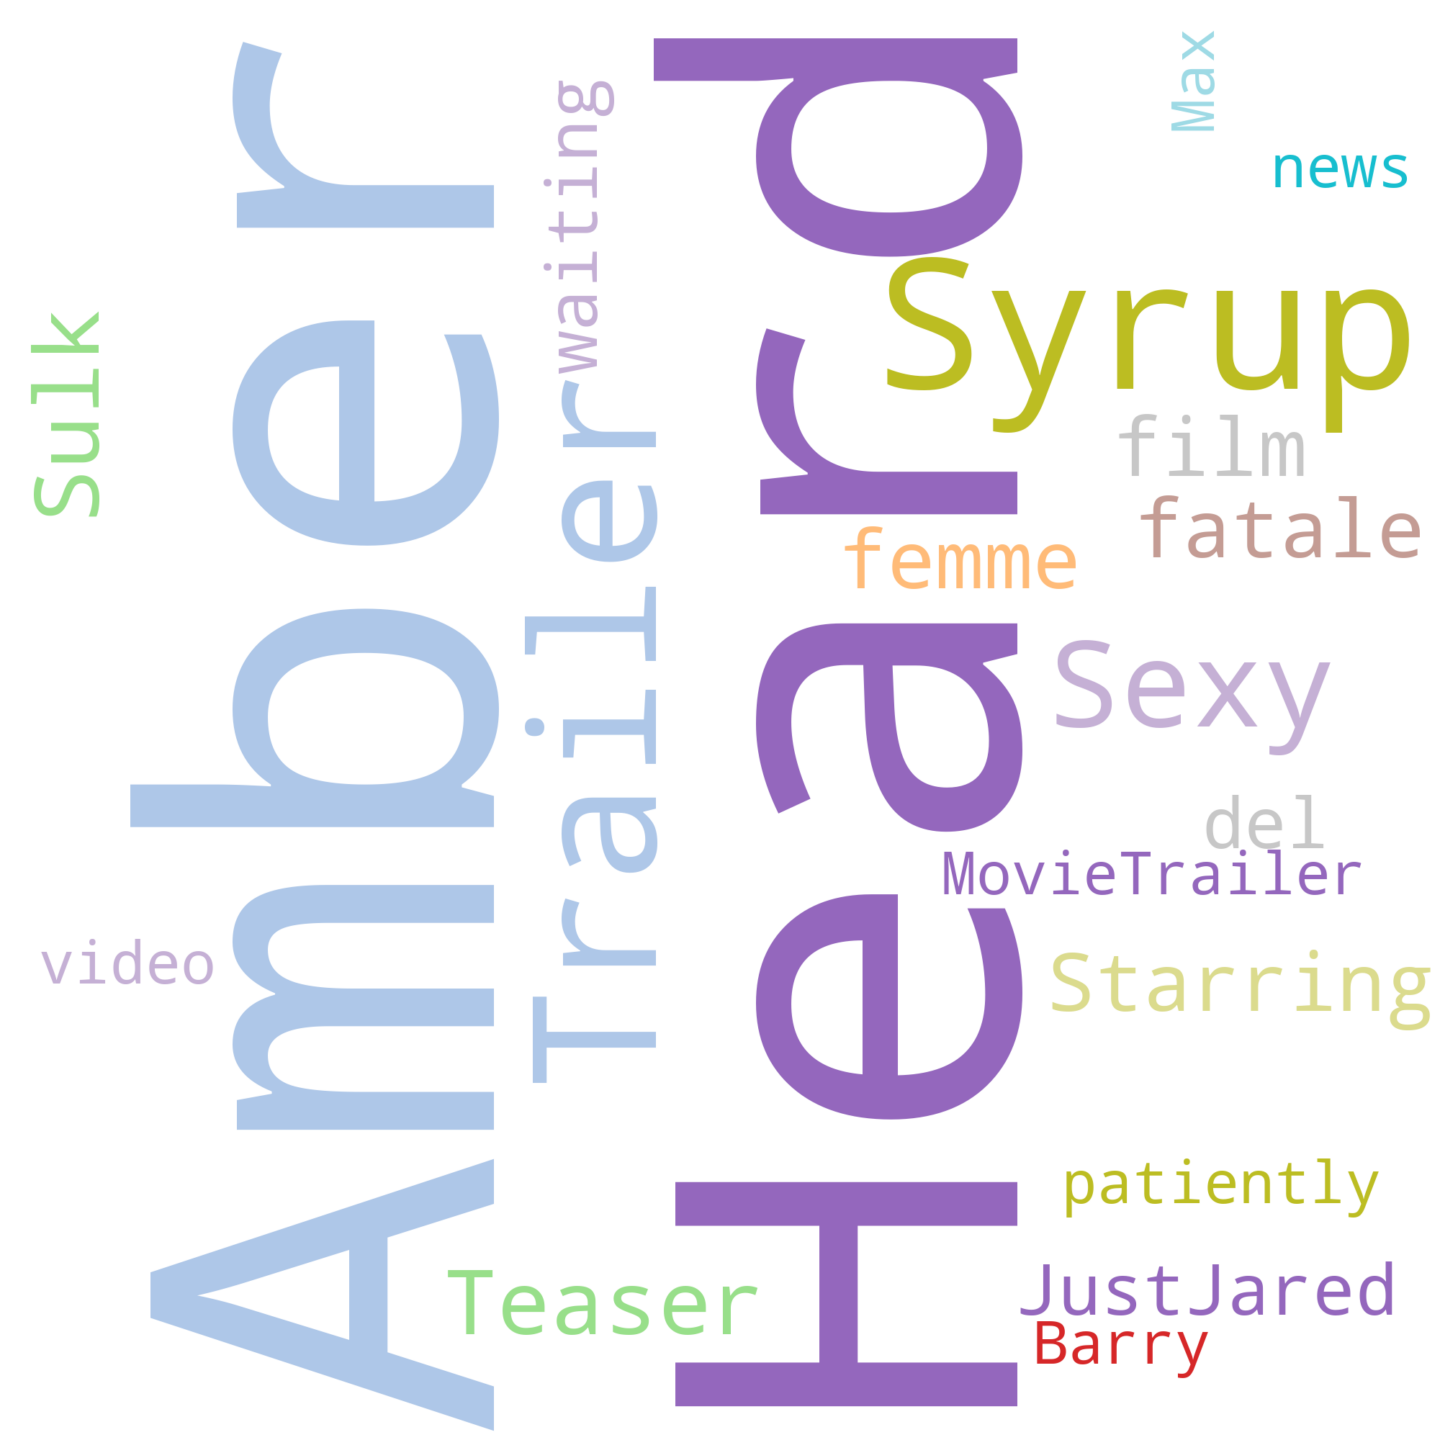 Amber
Heard
Trailer
waiting
Sulk
Max
news
Syrup
film
fatale
femme
Sexy
del
MovieTrailer
video
Starring
patiently
Teaser
JustJared
Barry